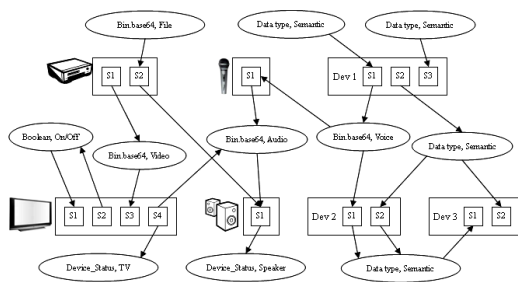 Bin.base64, File
Data type, Semantic
Data type, Semantic
S1
S2
S1
Dev 1
S1
S2
S3
Boolean, On/Off
Bin.base64, Video
Bin.base64, Audio
Bin.base64, Voice
Data type, Semantic
S1
S2
S3
S4
S1
Dev 2
S1
S2
Dev 3
S1
S2
Device_Status, TV
Device_Status, Speaker
Data type, Semantic